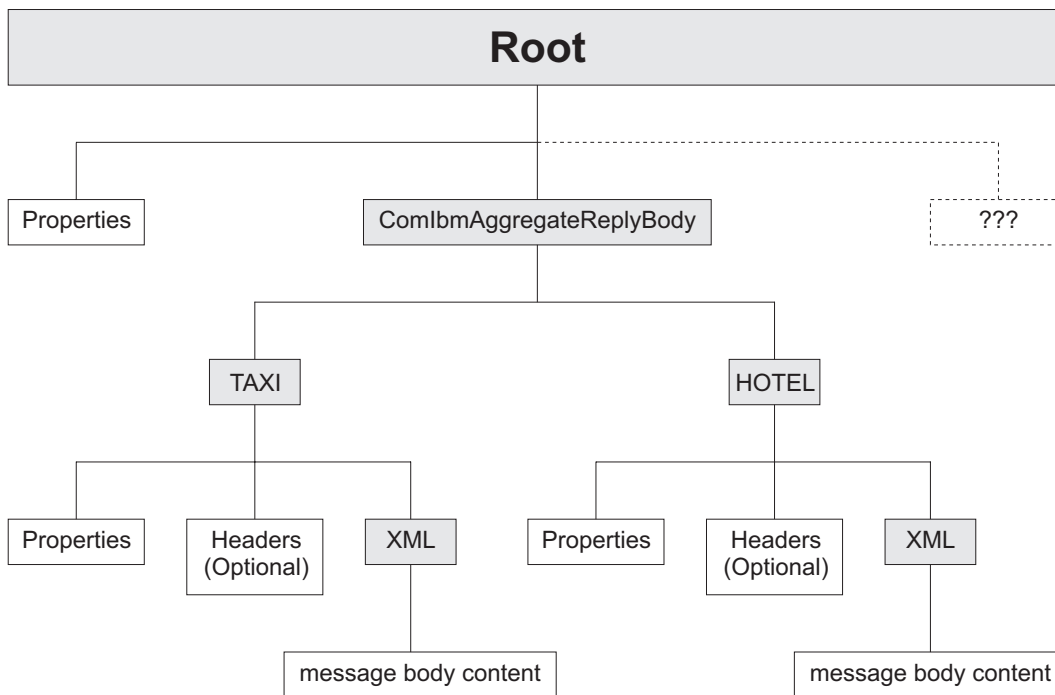 Root
Properties
ComIbmAggregateReplyBody
???
TAXI
HOTEL
Properties
Headers
(Optional)
XML
Properties
Headers
(Optional)
XML
message body content
message body content